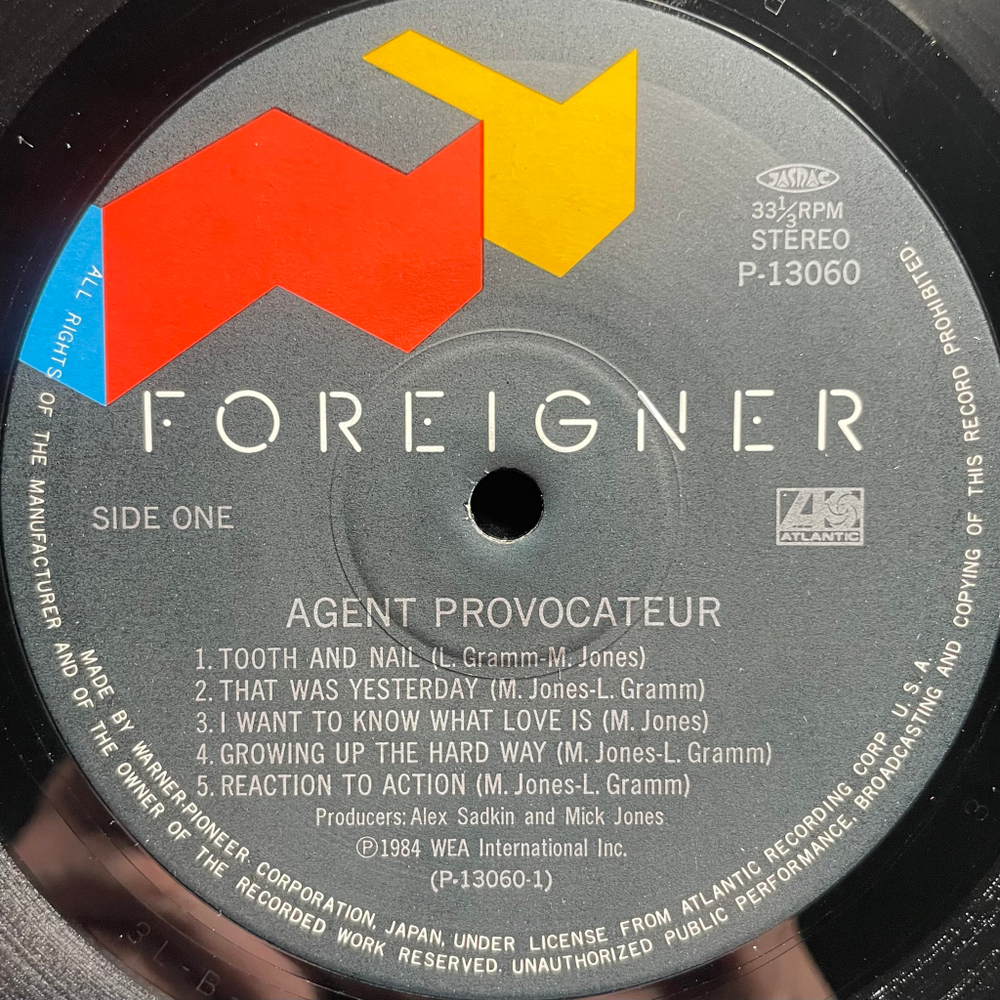 JASRAC
33⅓RPM
STEREO
P-13060
FOREIGNER
SIDE ONE
ATLANTIC
AGENT PROVOCATEUR
1. TOOTH AND NAIL (L. Gramm-M. Jones)
2. THAT WAS YESTERDAY (M. Jones-L. Gramm)
3. I WANT TO KNOW WHAT LOVE IS (M. Jones)
4. GROWING UP THE HARD WAY (M. Jones-L. Gramm)
5. REACTION TO ACTION (M. Jones-L. Gramm)
Producers: Alex Sadkin and Mick Jones
Ⓟ1984 WEA International Inc.
(P-13060-1)
MADE BY WARNER-PIONEER CORPORATION, JAPAN, UNDER LICENSE FROM ATLANTIC RECORDING CORP U.S.A.
ALL RIGHTS OF THE MANUFACTURER AND OF THE OWNER OF THE RECORDED WORK RESERVED. UNAUTHORIZED PUBLIC PERFORMANCE, BROADCASTING AND COPYING OF THIS RECORD PROHIBITED.